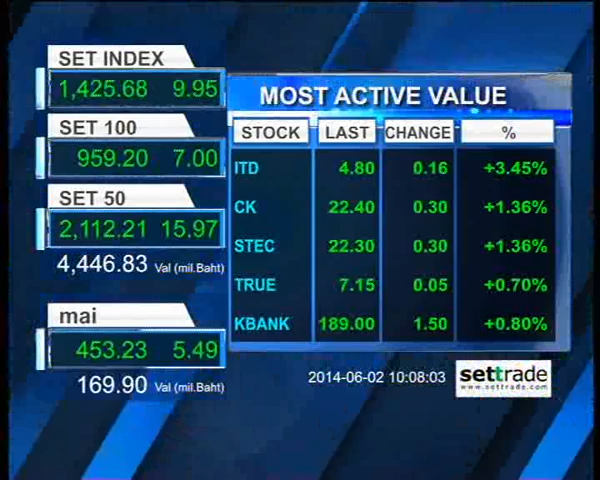 SET INDEX
1,425.68 9.95
SET 100
959.20 7.00
SET 50
2,112.21 15.97
4,446.83 Val (mil.Baht)
mai
453.23 5.49
169.90 Val (mil.Baht)
MOST ACTIVE VALUE
STOCK LAST CHANGE %
ITD 4.80 0.16 +3.45%
CK 22.40 0.30 +1.36%
STEC 22.30 0.30 +1.36%
TRUE 7.15 0.05 +0.70%
KBANK 189.00 1.50 +0.80%
2014-06-02 10:08:03
settrade
www.settrade.com